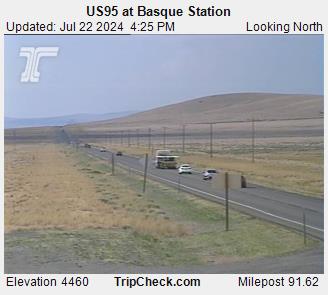 US95 at Basque Station
Updated: Jul 22 2024 4:25 PM Looking North
Elevation 4460 TripCheck.com Milepost 91.62